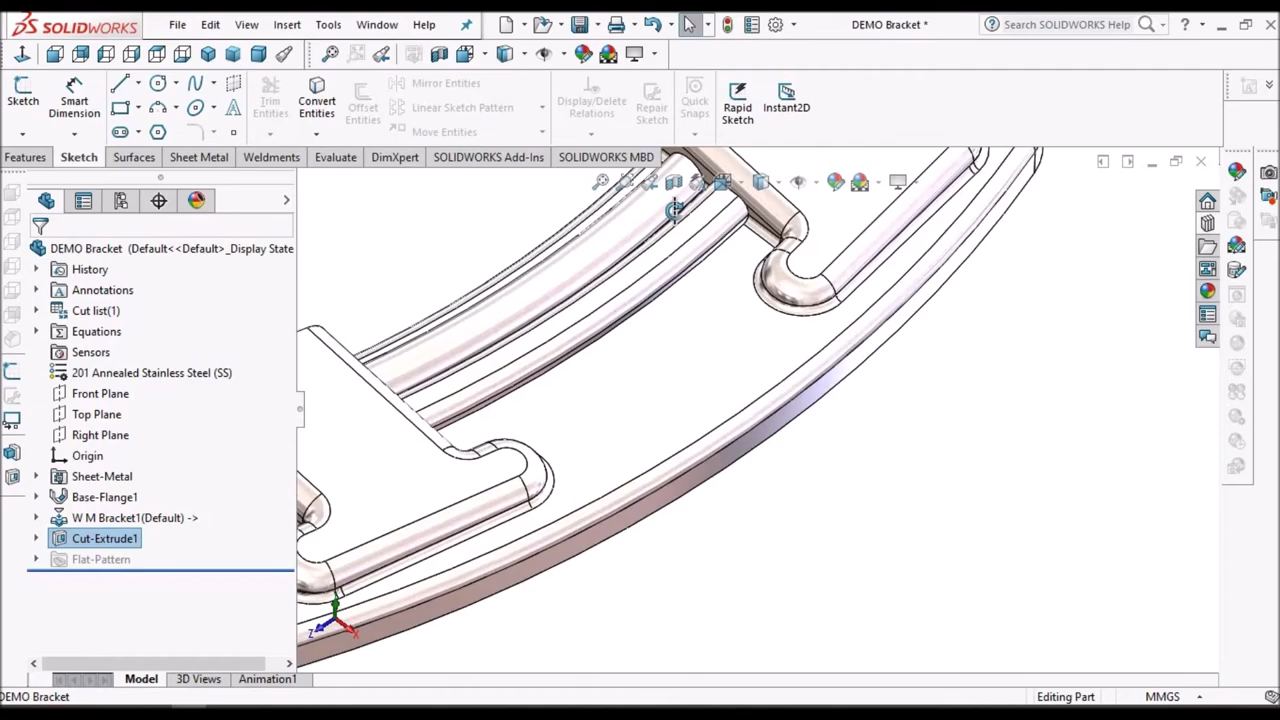 SOLIDWORKS File Edit View Insert Tools Window Help DEMO Bracket * Search SOLIDWORKS Help ?
Sketch Smart Dimension Trim Entities Convert Entities Offset Entities Mirror Entities Linear Sketch Pattern Move Entities Display/Delete Relations Repair Sketch Quick Snaps Rapid Sketch Instant2D
Features Sketch Surfaces Sheet Metal Weldments Evaluate DimXpert SOLIDWORKS Add-Ins SOLIDWORKS MBD
DEMO Bracket (Default<<Default>_Display State
History
Annotations
Cut list(1)
Equations
Sensors
201 Annealed Stainless Steel (SS)
Front Plane
Top Plane
Right Plane
Origin
Sheet-Metal
Base-Flange1
W M Bracket1(Default) ->
Cut-Extrude1
Flat-Pattern
Z X
Model 3D Views Animation1
DEMO Bracket Editing Part MMGS